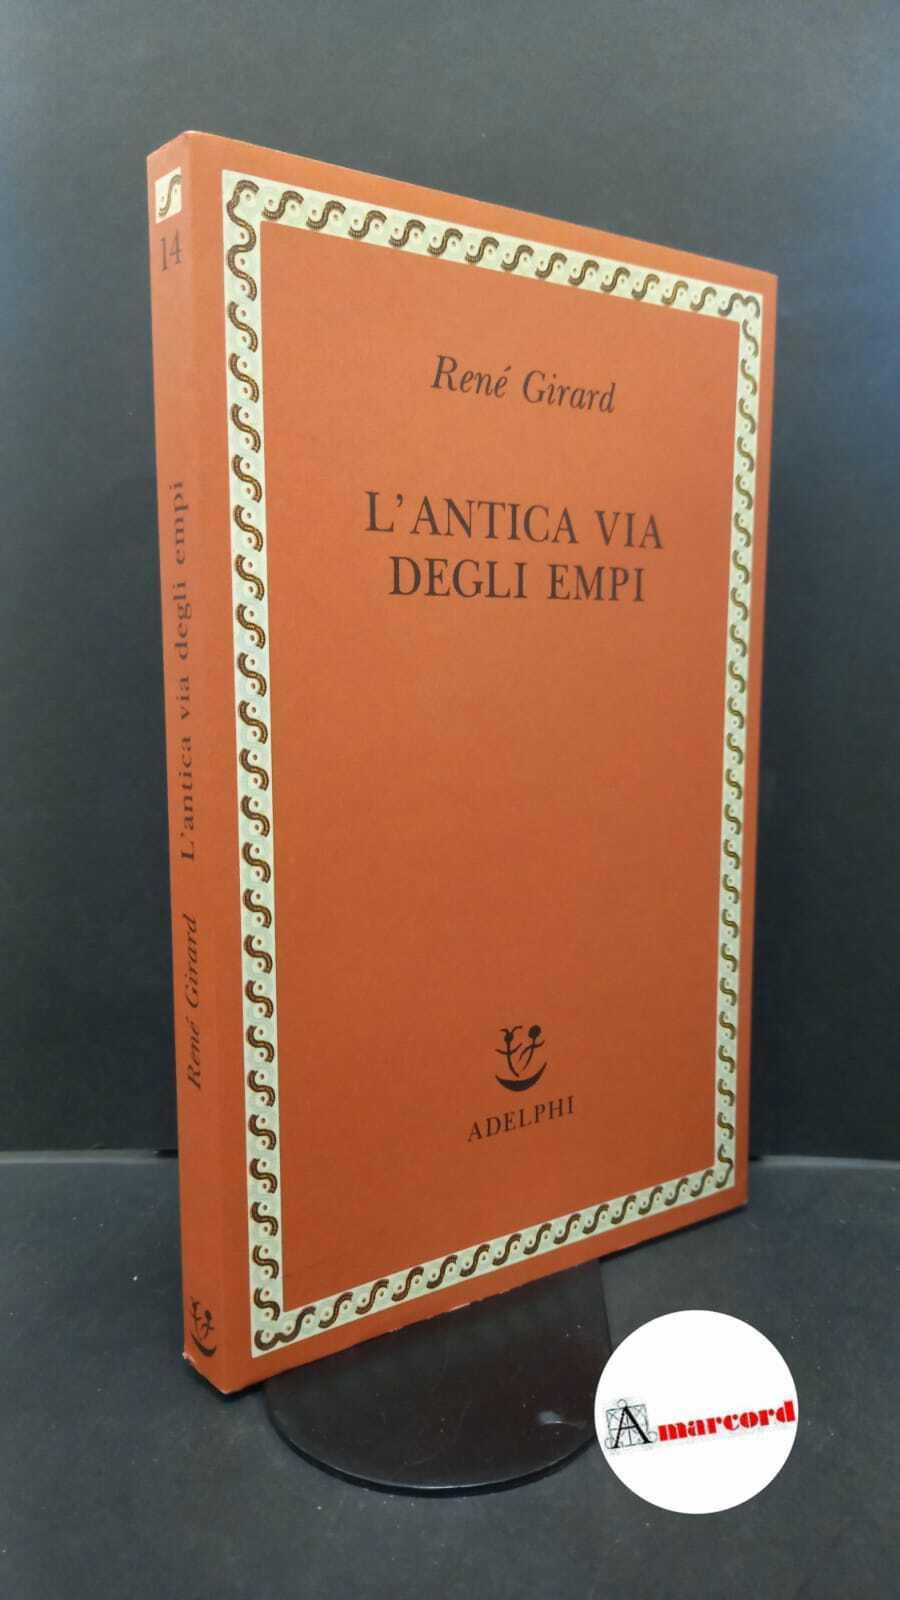 14
René Girard L'antica via degli empi
René Girard
L'ANTICA VIA
DEGLI EMPI
ADELPHI
Amarcord